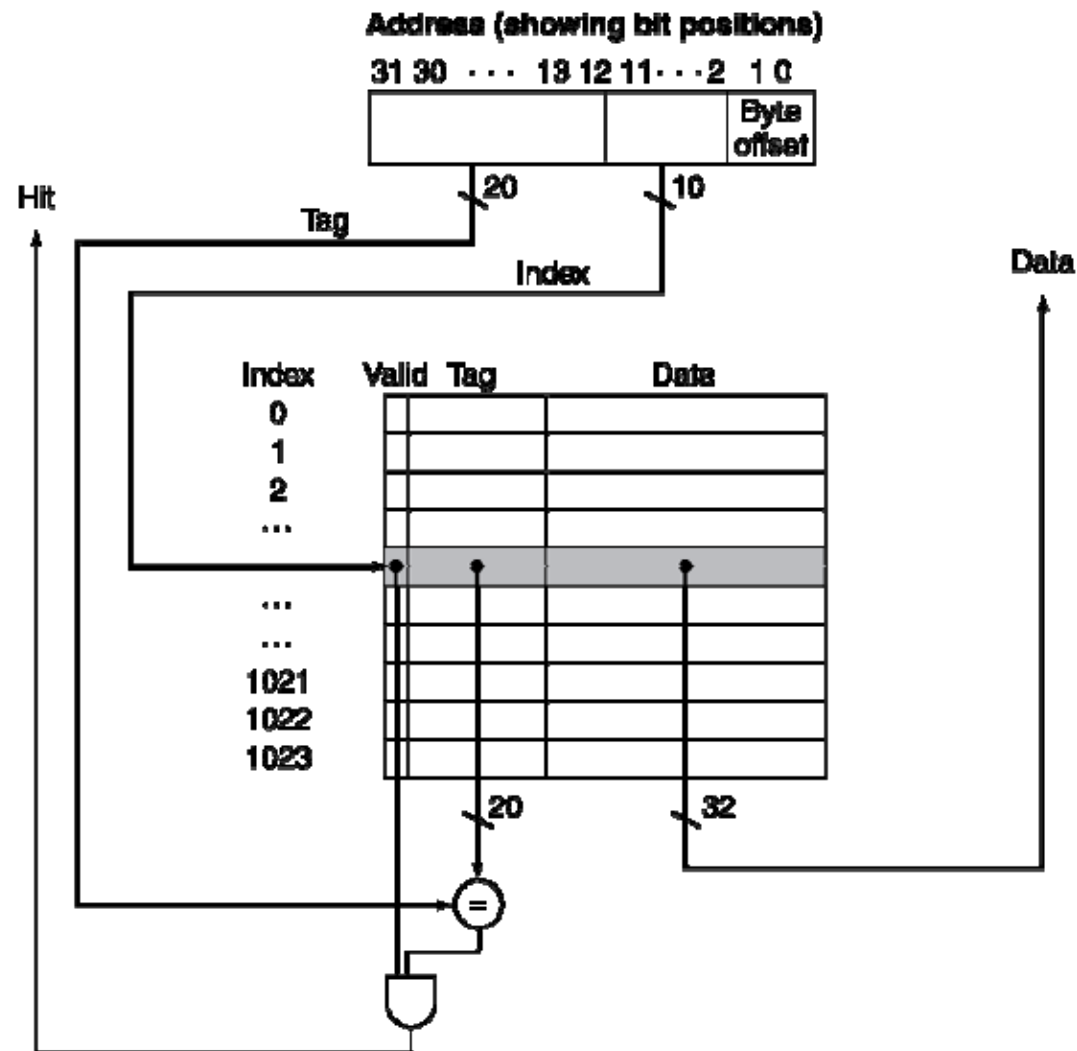 Address (showing bit positions)
31 30 · · · 13 12 11 · · · 2 1 0
Byte
offset
20
10
Hit
Tag
Index
Data
Index Valid Tag Data
0
1
2
...
...
...
1021
1022
1023
20
32
=